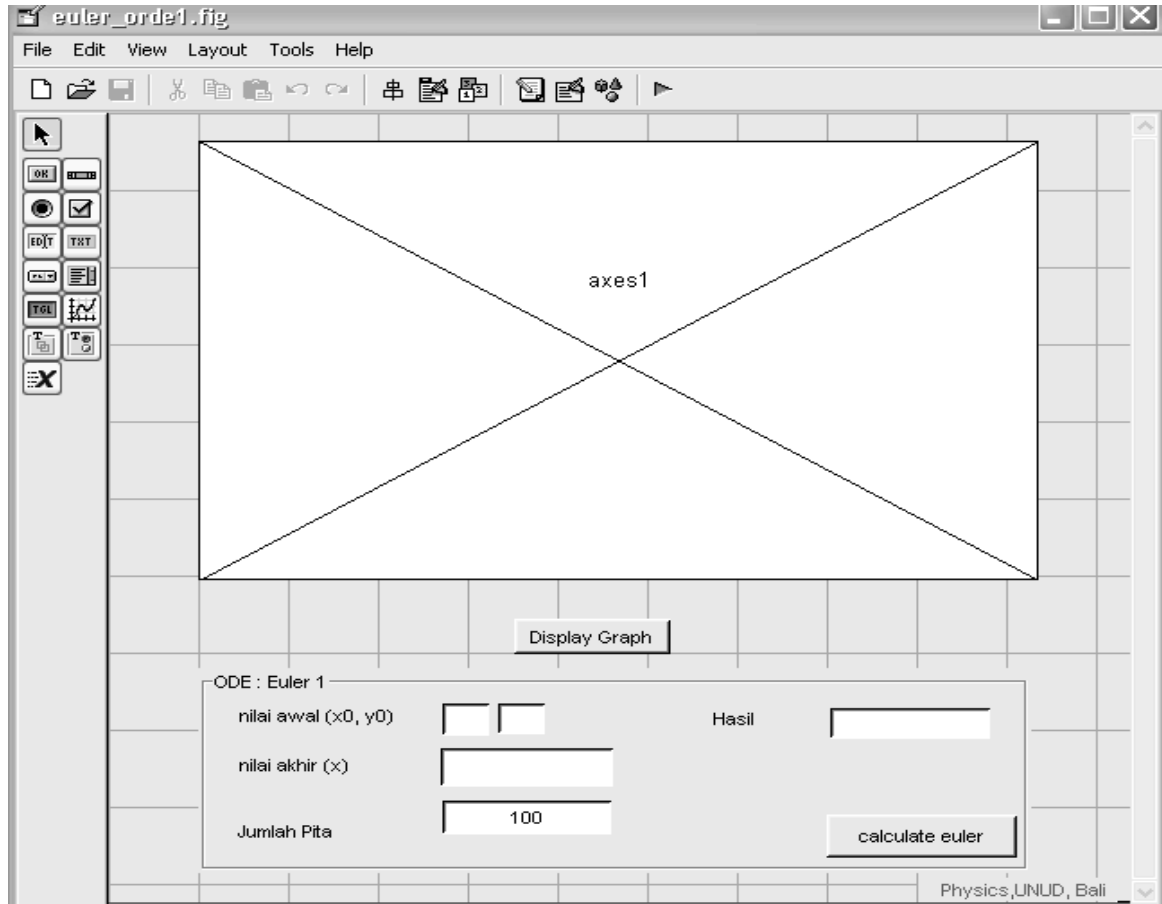 euler_orde1.fig
File Edit View Layout Tools Help
OK
EDIT TXT
TGL
T T
X
axes1
Display Graph
ODE : Euler 1
nilai awal (x0, y0)
Hasil
nilai akhir (x)
Jumlah Pita
100
calculate euler
Physics,UNUD, Bali